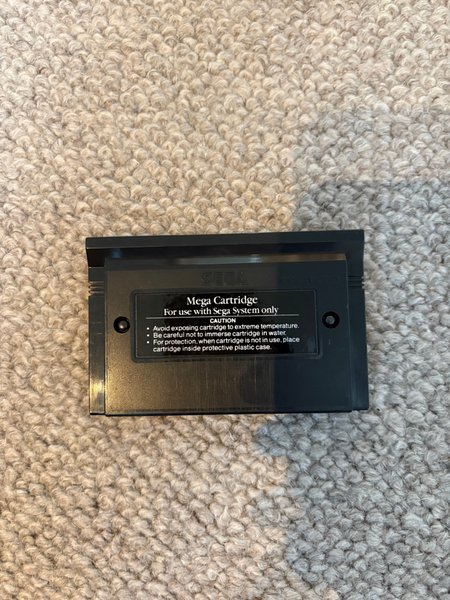 SEGA
Mega Cartridge
For use with Sega System only
CAUTION
• Avoid exposing cartridge to extreme temperature.
• Be careful not to immerse cartridge in water.
• For protection, when cartridge is not in use, place
cartridge inside protective plastic case.